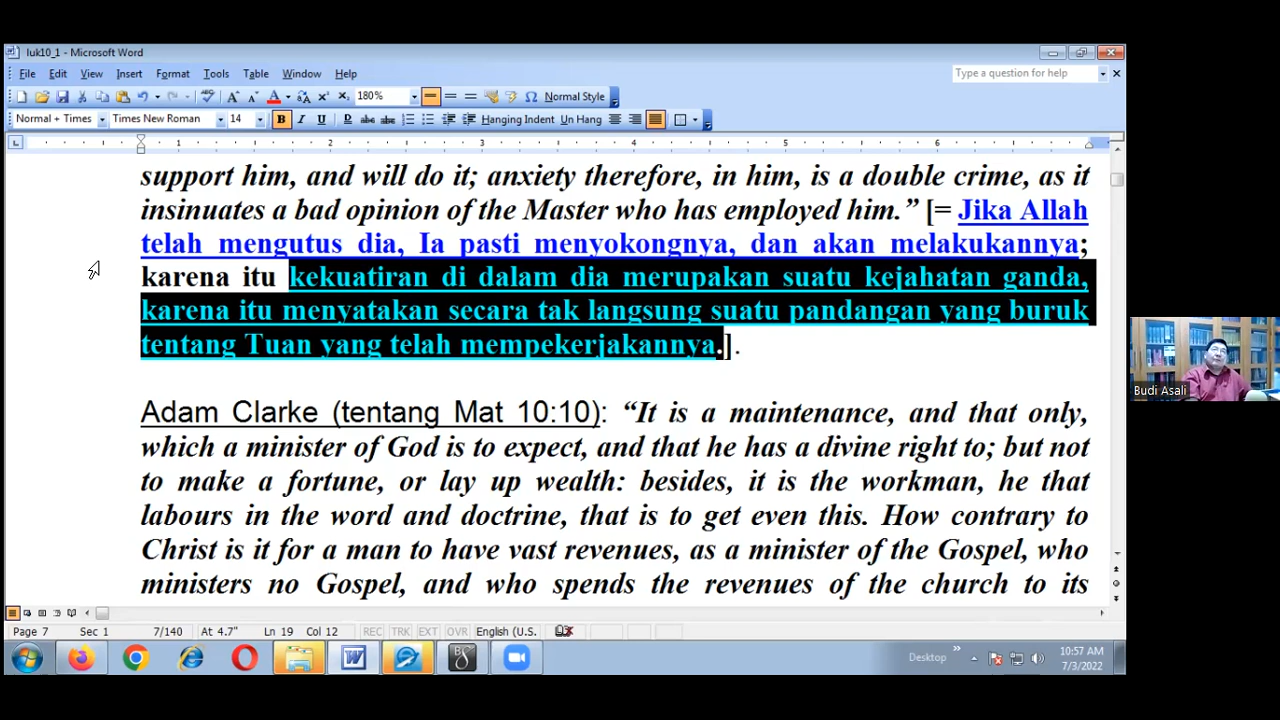 luk10_1 - Microsoft Word
File Edit View Insert Format Tools Table Window Help
Type a question for help
180%
Normal Style
Normal + Times
Times New Roman
14
B I U
Hanging Indent Un Hang
1 2 3 4 5 6
support him, and will do it; anxiety therefore, in him, is a double crime, as it
insinuates a bad opinion of the Master who has employed him.” [= Jika Allah
telah mengutus dia, Ia pasti menyokongnya, dan akan melakukannya;
karena itu kekuatiran di dalam dia merupakan suatu kejahatan ganda,
karena itu menyatakan secara tak langsung suatu pandangan yang buruk
tentang Tuan yang telah mempekerjakannya.].
Budi Asali
Adam Clarke (tentang Mat 10:10): “It is a maintenance, and that only,
which a minister of God is to expect, and that he has a divine right to; but not
to make a fortune, or lay up wealth: besides, it is the workman, he that
labours in the word and doctrine, that is to get even this. How contrary to
Christ is it for a man to have vast revenues, as a minister of the Gospel, who
ministers no Gospel, and who spends the revenues of the church to its
Page 7 Sec 1 7/140 At 4.7" Ln 19 Col 12 REC TRK EXT OVR English (U.S.
Desktop
10:57 AM
7/3/2022